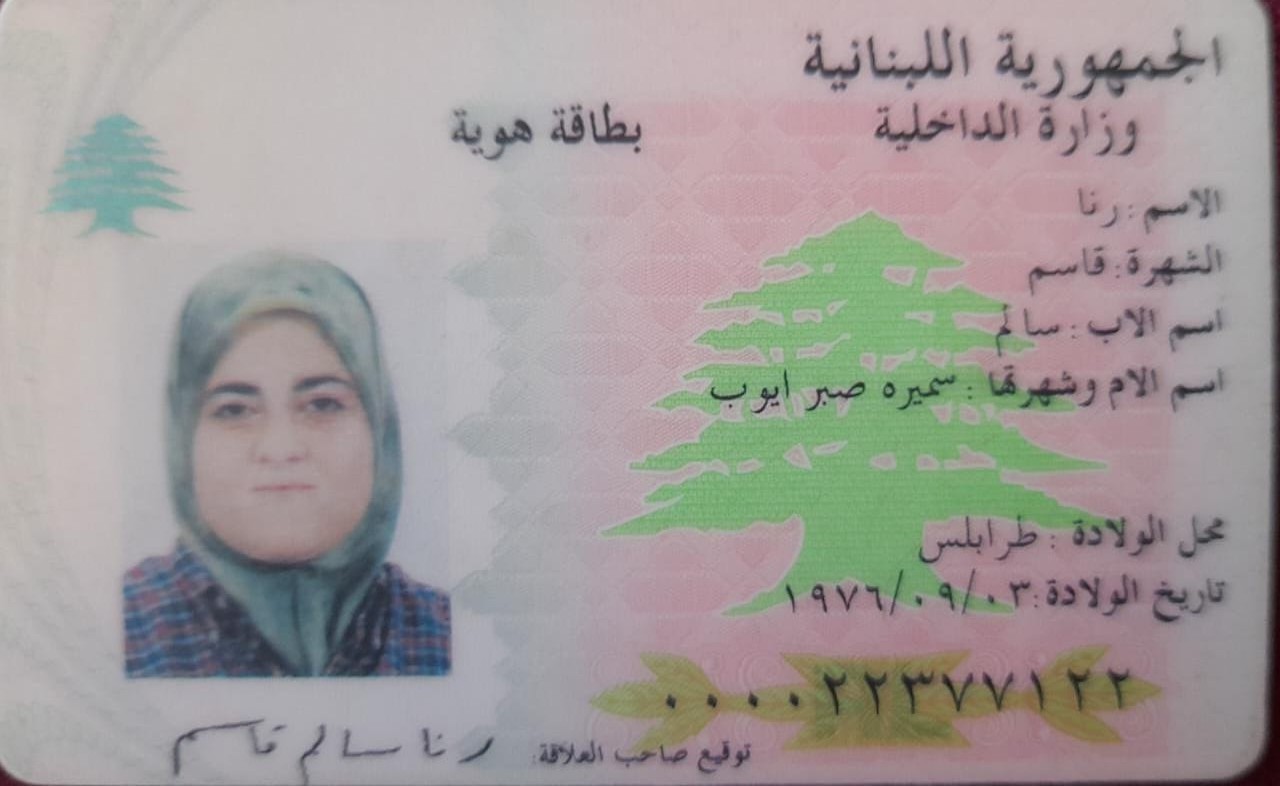 الجمهورية اللبنانية
وزارة الداخلية
بطاقة هوية
الاسم : رنا
الشهرة : قاسم
اسم الاب : سالم
اسم الام وشهرتها : سميره صبر ايوب
محل الولادة : طرابلس
تاريخ الولادة : ١٩٧٦/٠٩/٠٣
٠٠٠٠٢٢٣٧٧١٢٢
توقيع صاحب العلاقة:
رنا سالم قاسم